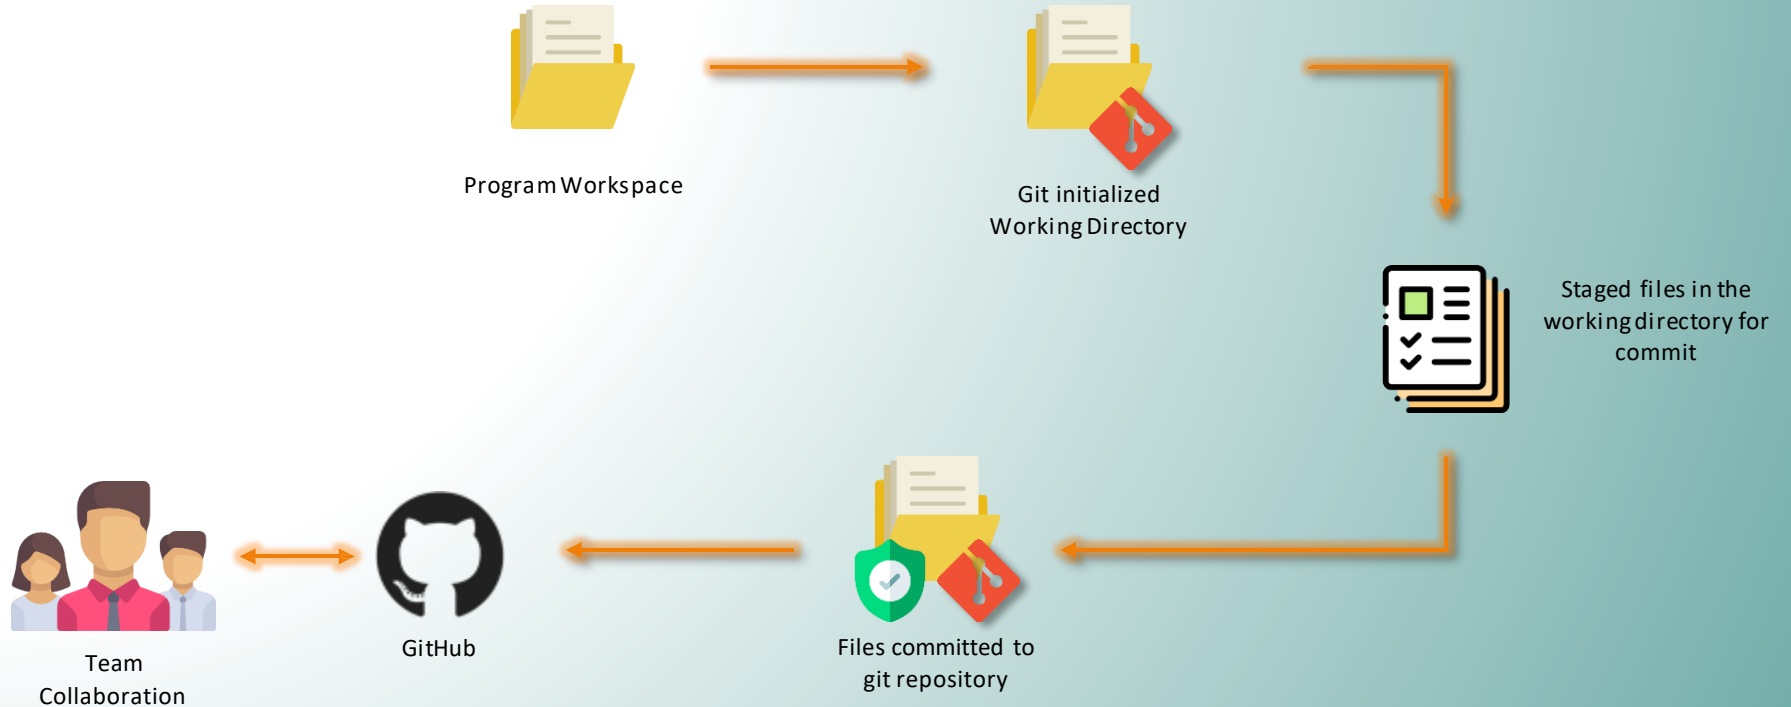 Program Workspace
Git initialized
Working Directory
Staged files in the
working directory for
commit
Team
Collaboration
GitHub
Files committed to
git repository